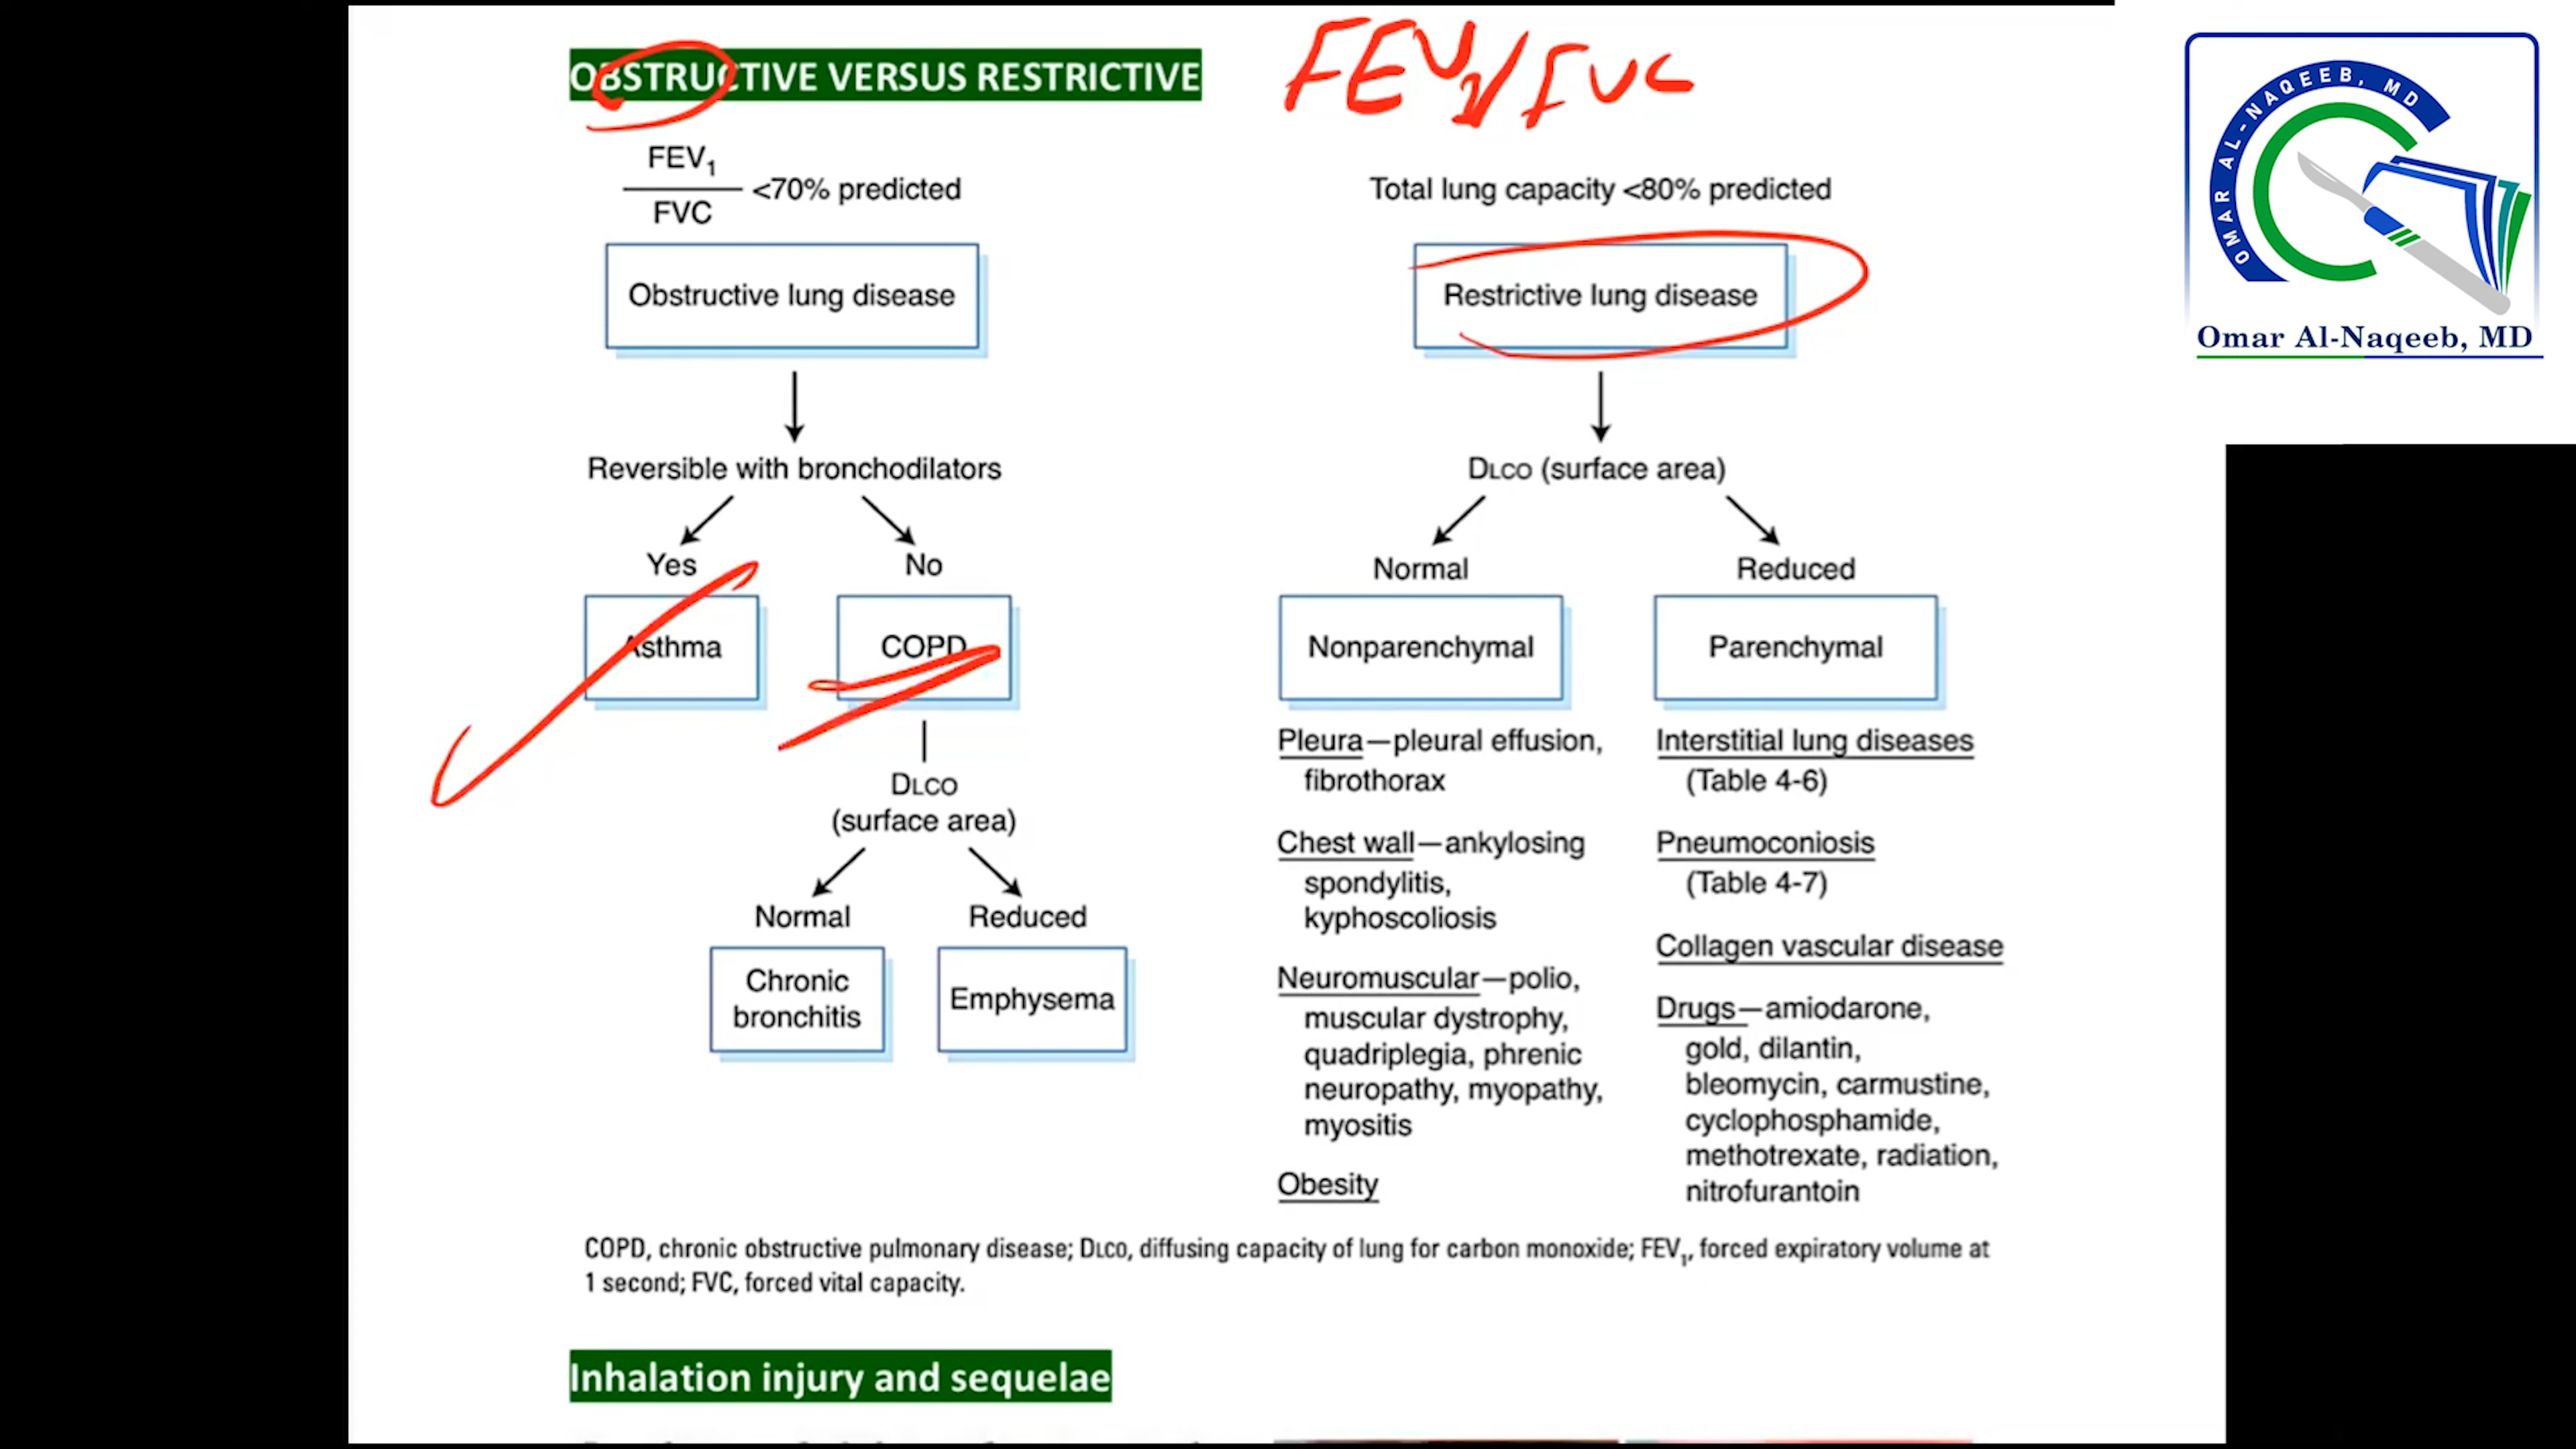 OBSTRUCTIVE VERSUS RESTRICTIVE
FEV1/FVC
FEV1
FVC
<70% predicted
Obstructive lung disease
Reversible with bronchodilators
Yes
No
Asthma
COPD
DLCO
(surface area)
Normal
Reduced
Chronic
bronchitis
Emphysema
Total lung capacity <80% predicted
Restrictive lung disease
DLCO (surface area)
Normal
Reduced
Nonparenchymal
Pleura—pleural effusion,
fibrothorax
Chest wall—ankylosing
spondylitis,
kyphoscoliosis
Neuromuscular—polio,
muscular dystrophy,
quadriplegia, phrenic
neuropathy, myopathy,
myositis
Obesity
Parenchymal
Interstitial lung diseases
(Table 4-6)
Pneumoconiosis
(Table 4-7)
Collagen vascular disease
Drugs—amiodarone,
gold, dilantin,
bleomycin, carmustine,
cyclophosphamide,
methotrexate, radiation,
nitrofurantoin
COPD, chronic obstructive pulmonary disease; DLCO, diffusing capacity of lung for carbon monoxide; FEV1, forced expiratory volume at
1 second; FVC, forced vital capacity.
Inhalation injury and sequelae
OMAR AL-NAQEEB, MD
Omar Al-Naqeeb, MD